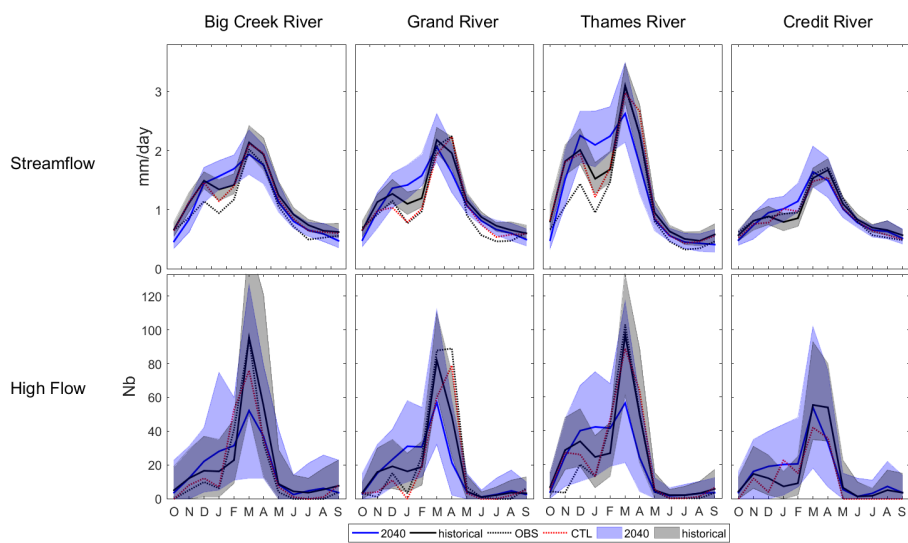 Big Creek River Grand River Thames River Credit River
Streamflow
mm/day
3
2
1
0
High Flow
Nb
120
100
80
60
40
20
0
O N D J F M A M J J A S O N D J F M A M J J A S O N D J F M A M J J A S O N D J F M A M J J A S
2040 historical OBS CTL 2040 historical